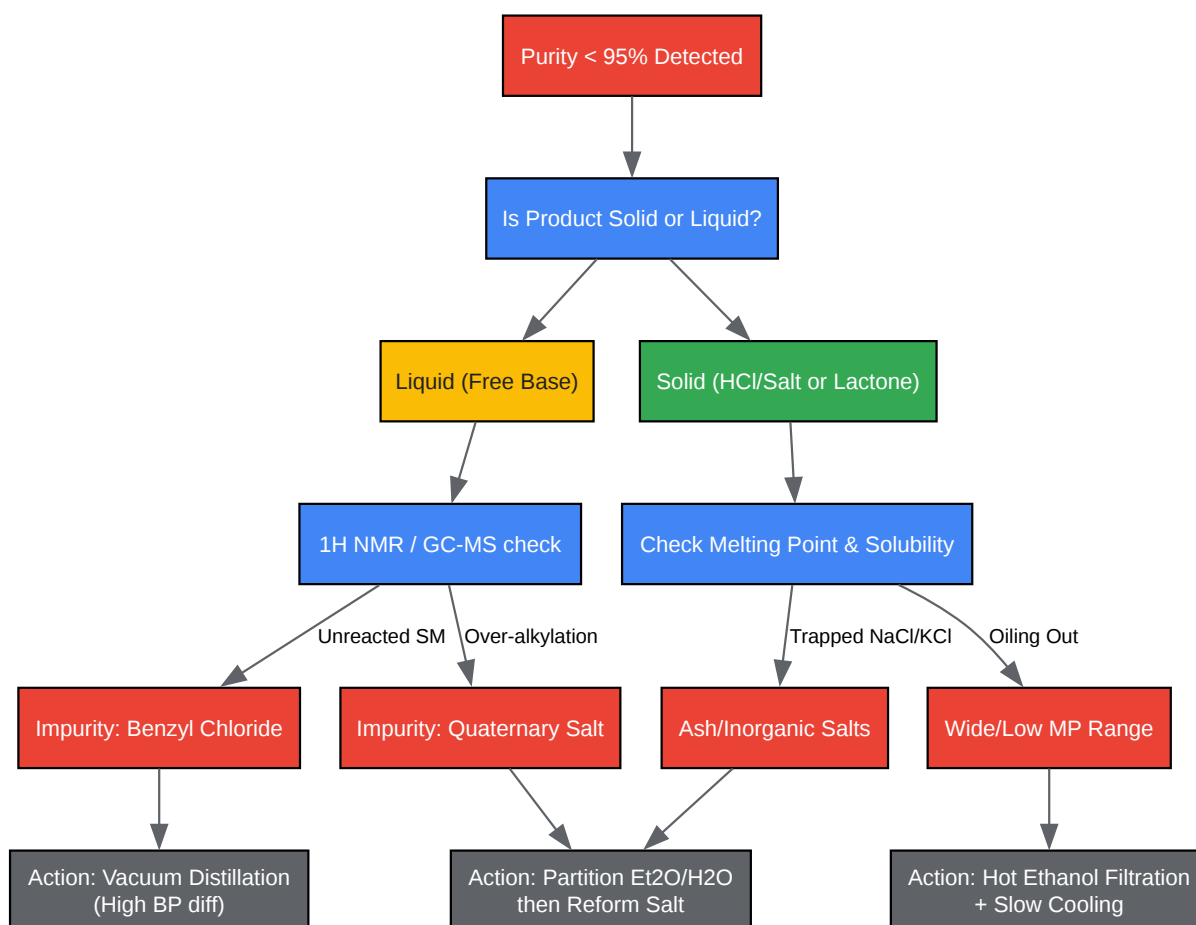 Purity < 95% Detected
Is Product Solid or Liquid?
Liquid (Free Base)
Solid (HCl/Salt or Lactone)
1H NMR / GC-MS check
Check Melting Point & Solubility
Unreacted SM
Over-alkylation
Trapped NaCl/KCl
Oiling Out
Impurity: Benzyl Chloride
Impurity: Quaternary Salt
Ash/Inorganic Salts
Wide/Low MP Range
Action: Vacuum Distillation
(High BP diff)
Action: Partition Et2O/H2O
then Reform Salt
Action: Hot Ethanol Filtration
+ Slow Cooling